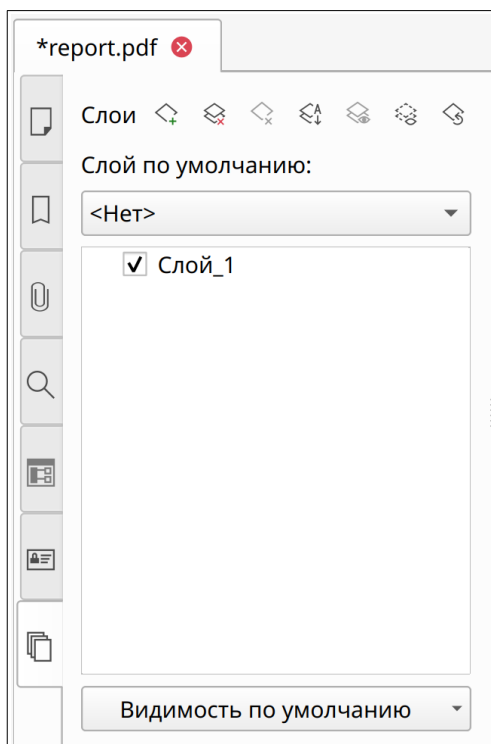 *report.pdf
Слои
Слой по умолчанию:
<Нет>
Слой_1
Видимость по умолчанию